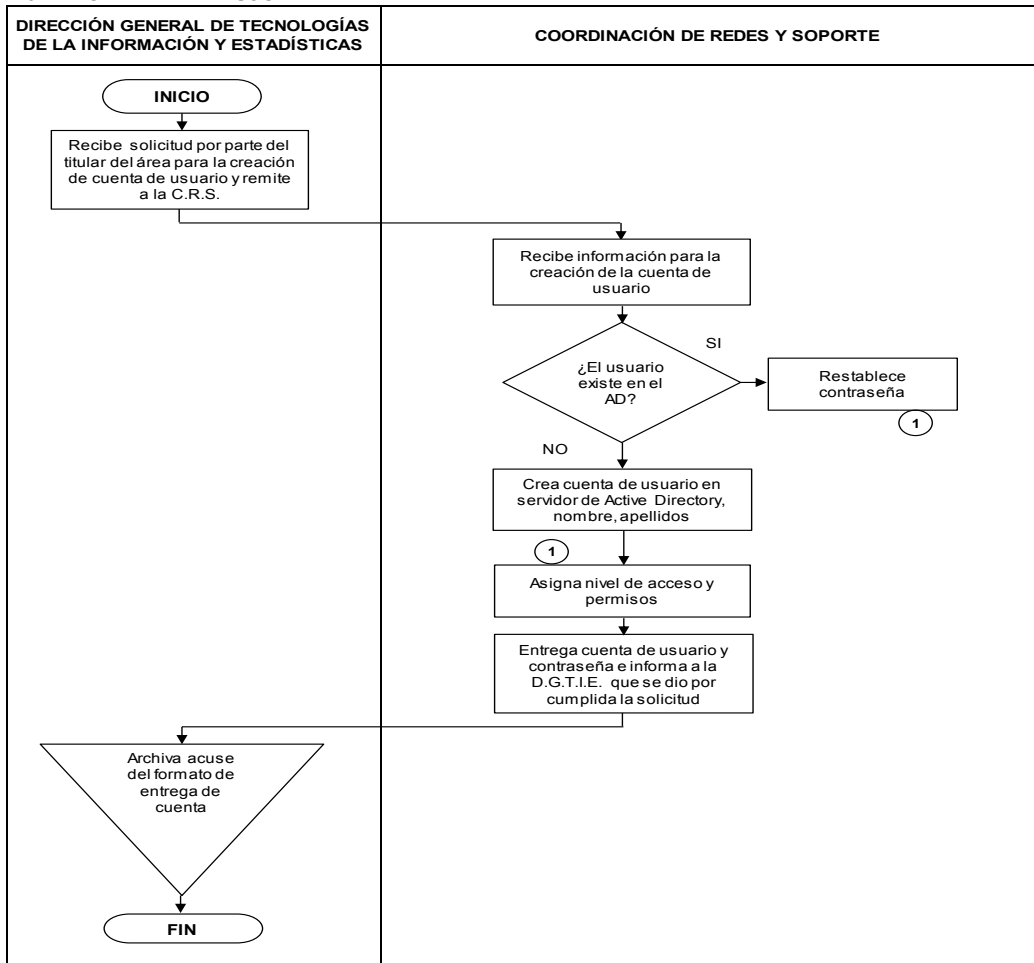 DIRECCIÓN GENERAL DE TECNOLOGÍAS
DE LA INFORMACIÓN Y ESTADÍSTICAS
COORDINACIÓN DE REDES Y SOPORTE
INICIO
Recibe solicitud por parte del
titular del área para la creación
de cuenta de usuario y remite
a la C.R.S.
Recibe información para la
creación de la cuenta de
usuario
¿El usuario
existe en el
AD?
SI
Restablece
contraseña
1
NO
Crea cuenta de usuario en
servidor de Active Directory,
nombre, apellidos
1
Asigna nivel de acceso y
permisos
Entrega cuenta de usuario y
contraseña e informa a la
D.G.T.I.E. que se dio por
cumplida la solicitud
Archiva acuse
del formato de
entrega de
cuenta
FIN